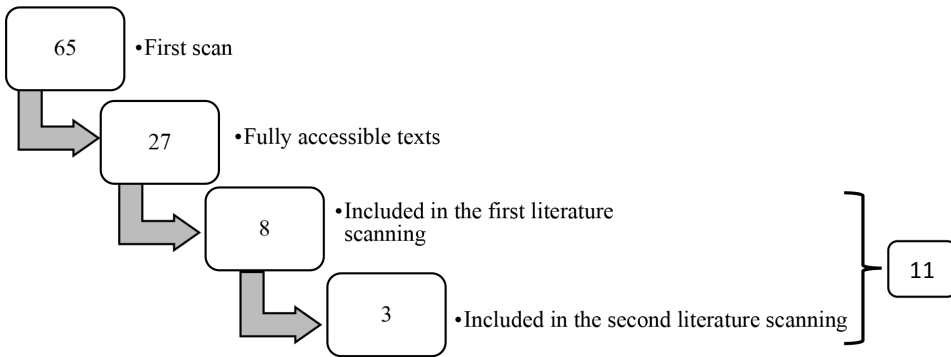 65
•First scan
27
•Fully accessible texts
8
•Included in the first literature
scanning
3
•Included in the second literature scanning
11